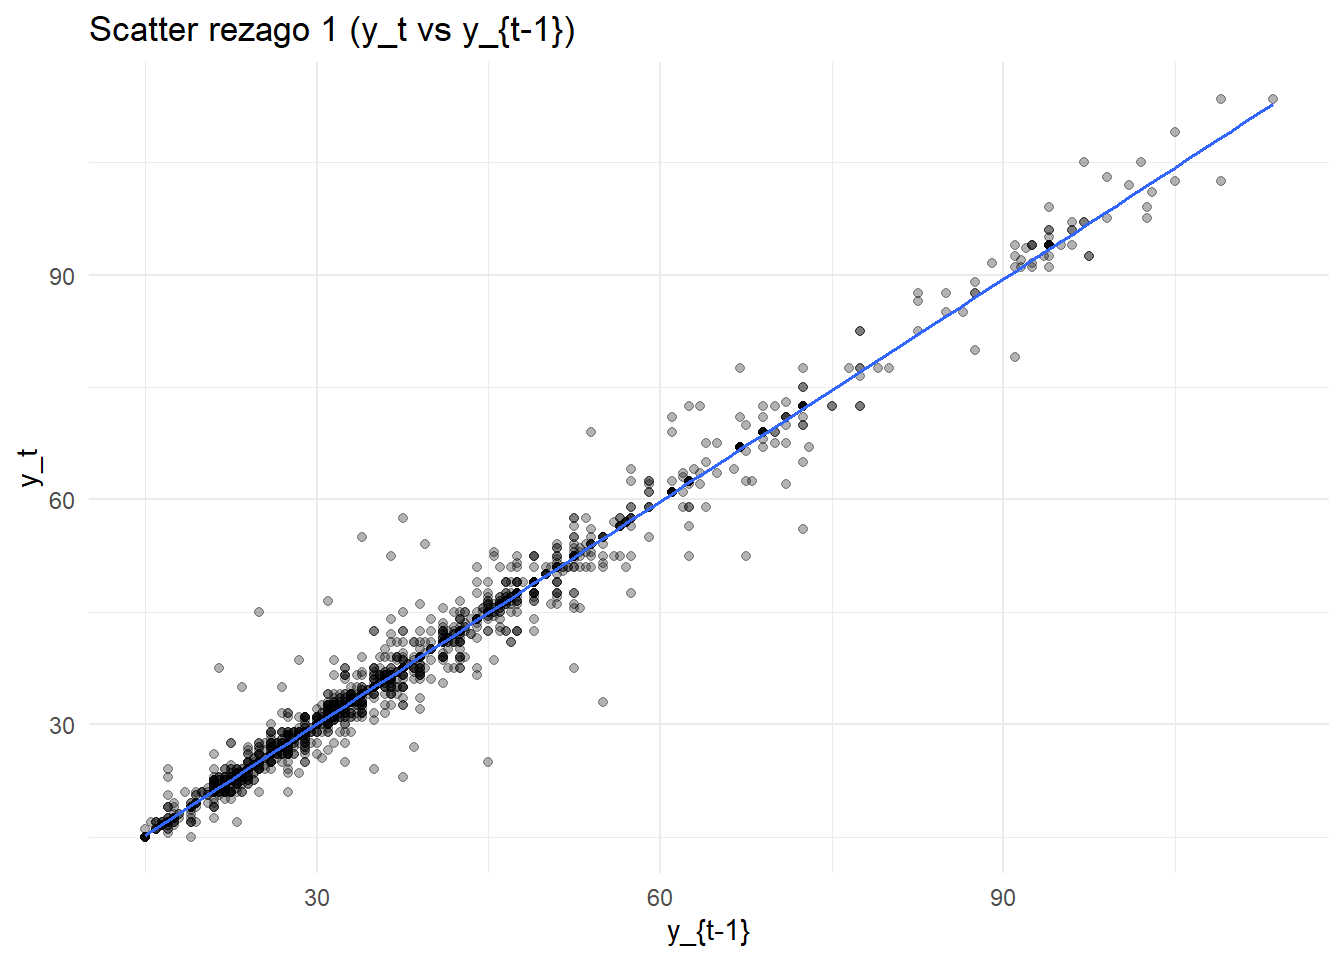 Scatter rezago 1 (y_t vs y_{t-1})
y_t
90
60
30
30 60 90
y_{t-1}